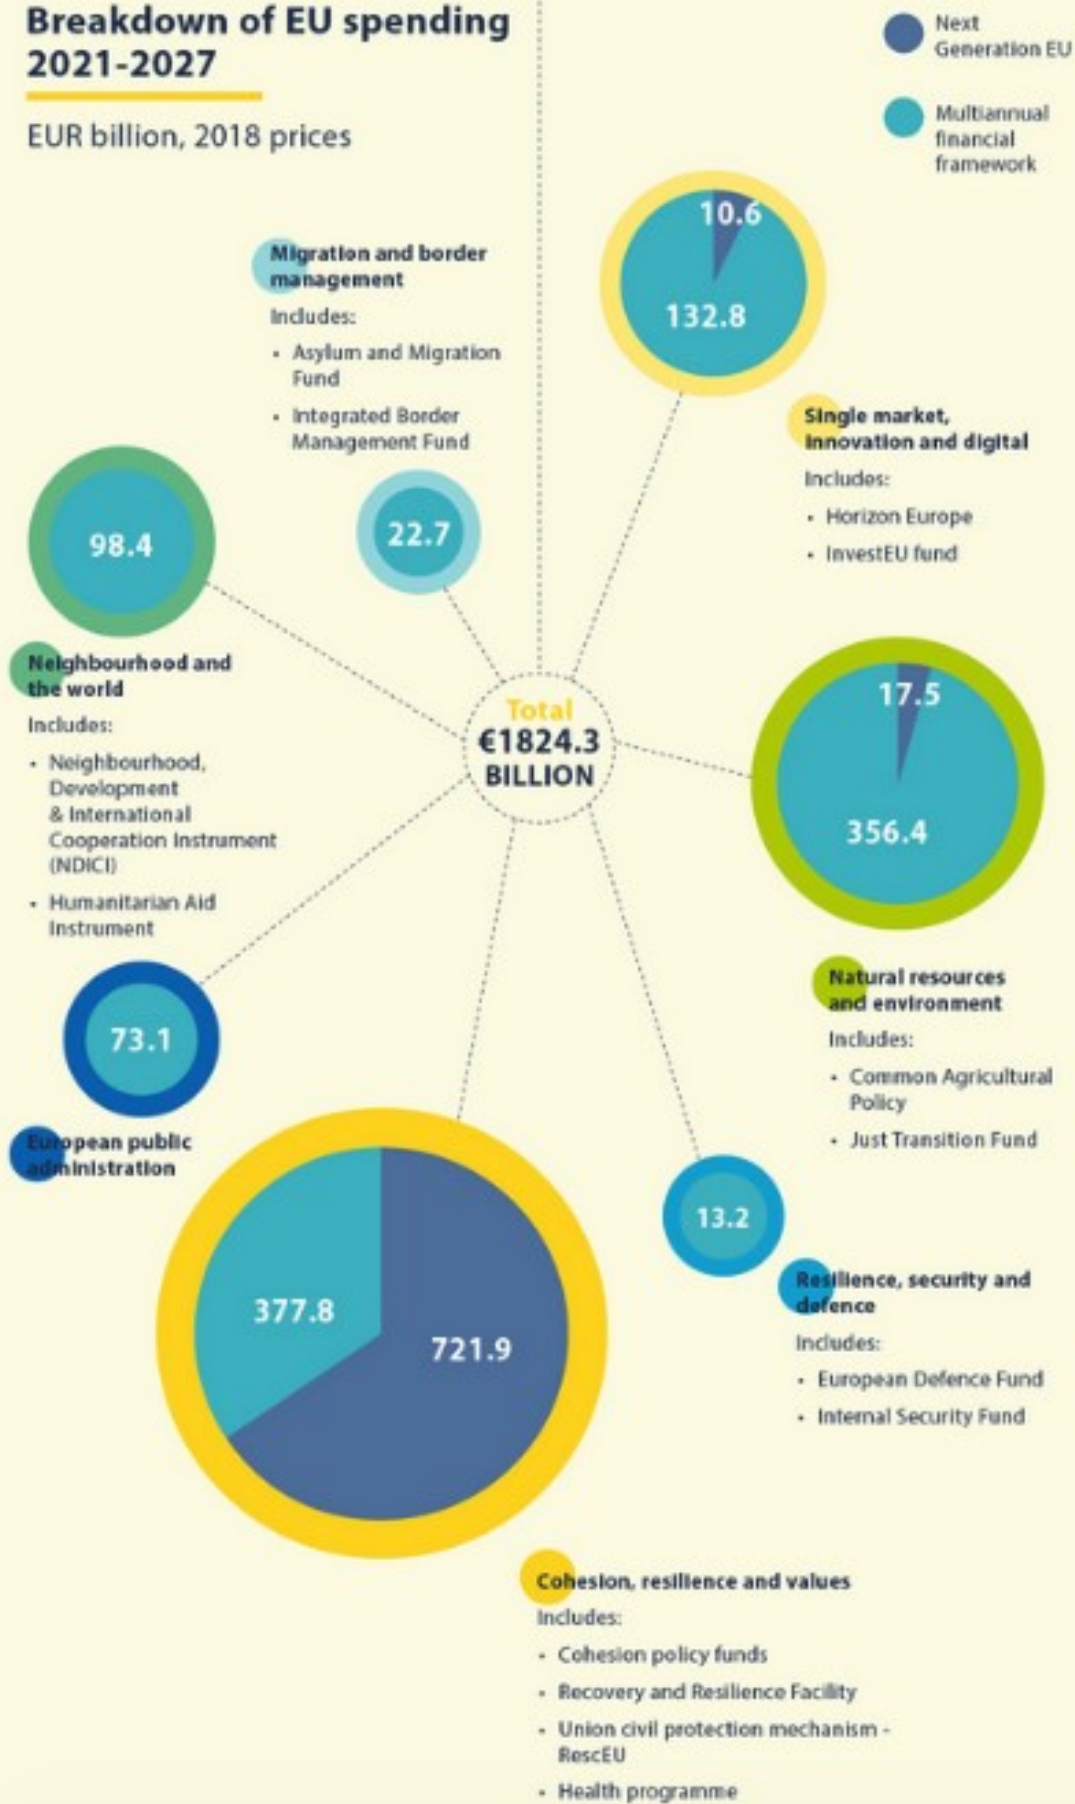 Breakdown of EU spending
2021-2027
EUR billion, 2018 prices
Next
Generation EU
Multiannual
financial
framework
10.6
132.8
Single market,
innovation and digital
Includes:
• Horizon Europe
• InvestEU fund
Migration and border
management
Includes:
• Asylum and Migration
Fund
• Integrated Border
Management Fund
22.7
98.4
Neighbourhood and
the world
Includes:
• Neighbourhood,
Development
& International
Cooperation Instrument
(NDICI)
• Humanitarian Aid
Instrument
Total
€1824.3
BILLION
17.5
356.4
Natural resources
and environment
Includes:
• Common Agricultural
Policy
• Just Transition Fund
73.1
European public
administration
13.2
Resilience, security and
defence
Includes:
• European Defence Fund
• Internal Security Fund
377.8
721.9
Cohesion, resilience and values
Includes:
• Cohesion policy funds
• Recovery and Resilience Facility
• Union civil protection mechanism -
RescEU
• Health programme